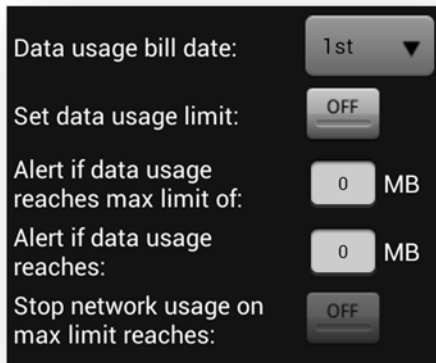 Data usage bill date: 1st
Set data usage limit: OFF
Alert if data usage
reaches max limit of: 0 MB
Alert if data usage
reaches: 0 MB
Stop network usage on
max limit reaches: OFF